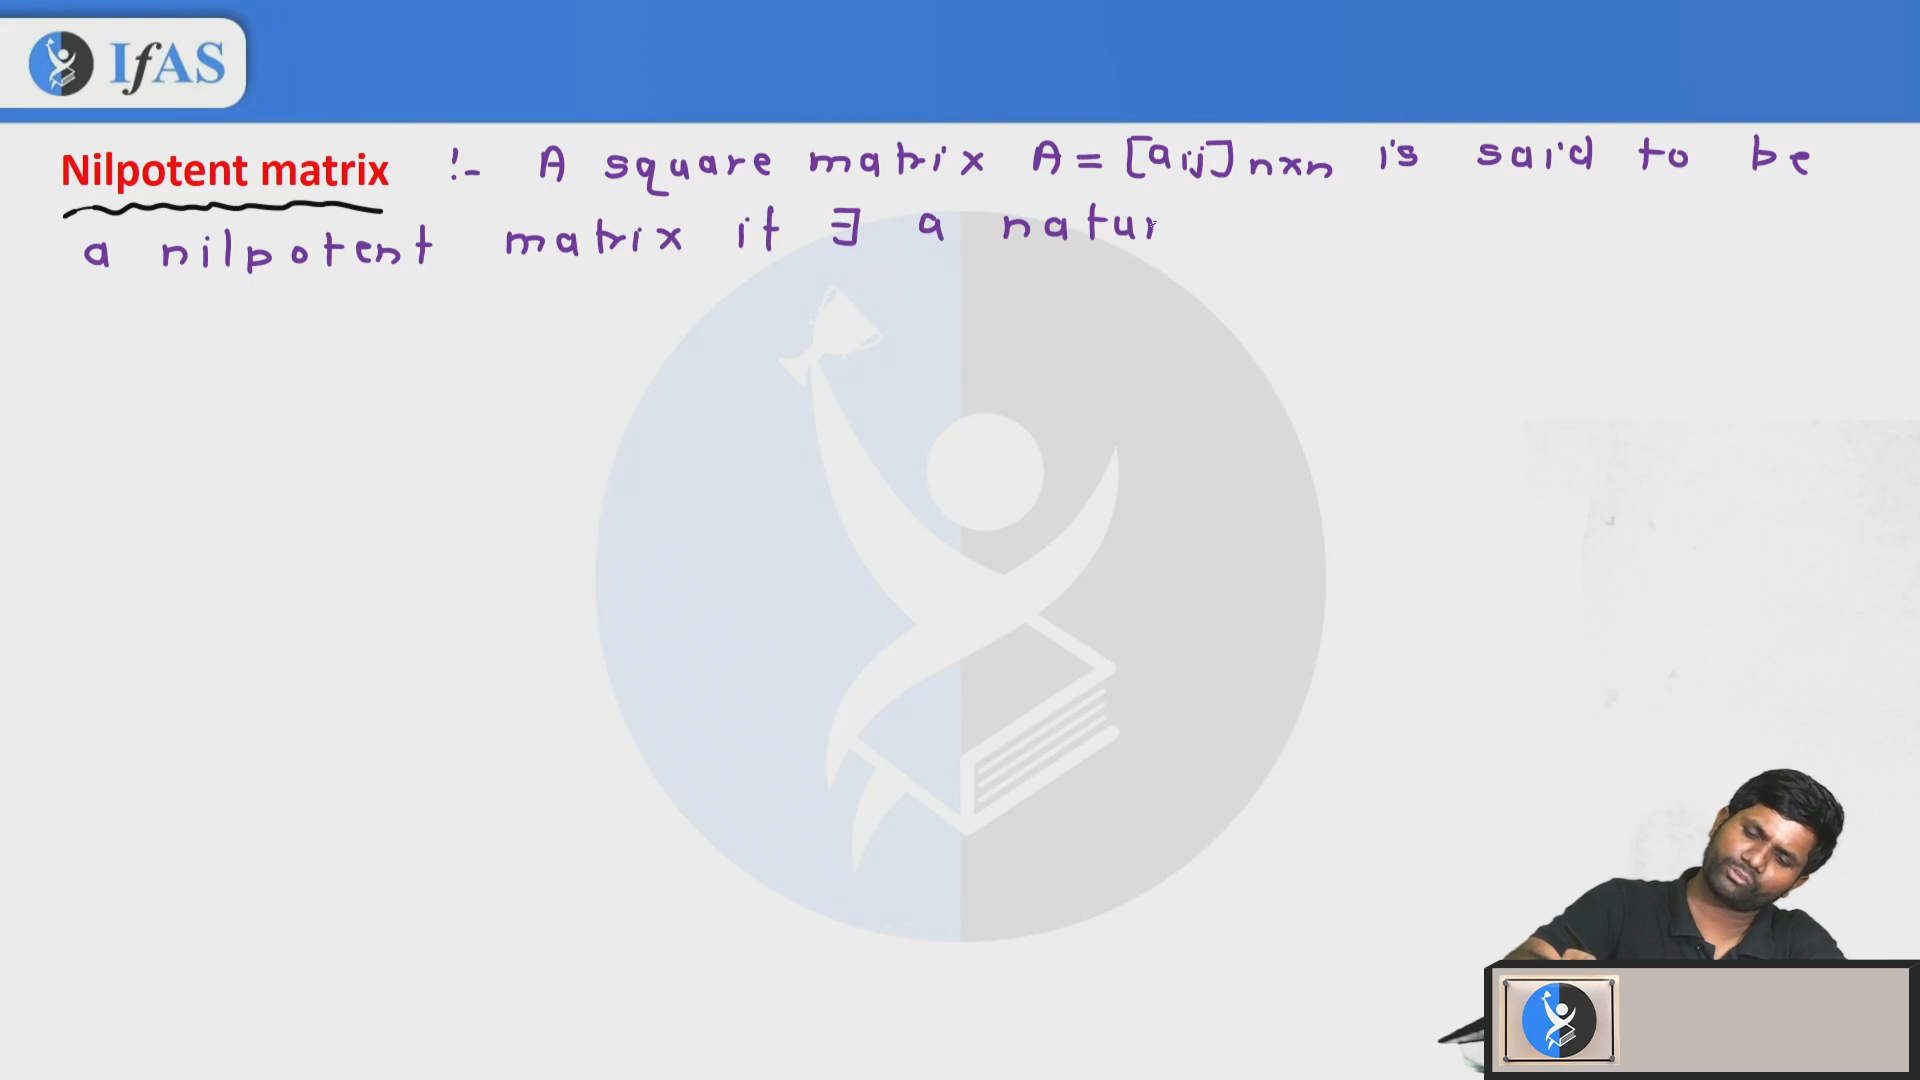 IfAS
Nilpotent matrix :- A square matrix A = [aij]n×n is said to be
a nilpotent matrix if ∃ a natur